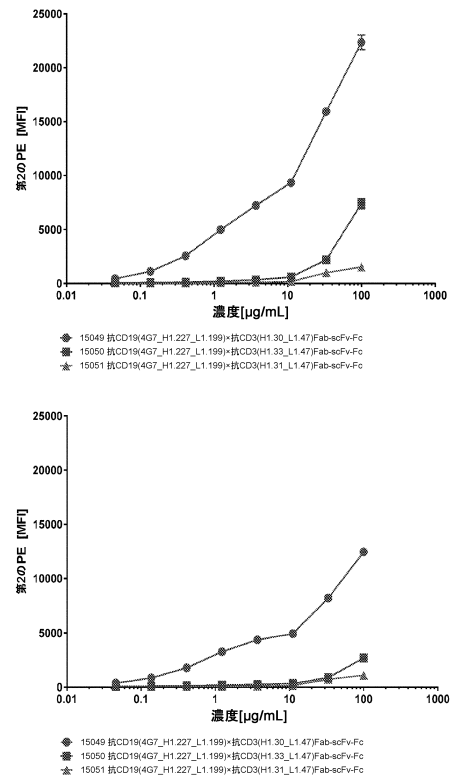 25000
20000
15000
10000
5000
0
第2のPE [MFI]
0.01 0.1 1 10 100 1000
濃度[µg/mL]
15049 抗CD19(4G7_H1.227_L1.199)×抗CD3(H1.30_L1.47)Fab-scFv-Fc
15050 抗CD19(4G7_H1.227_L1.199)×抗CD3(H1.33_L1.47)Fab-scFv-Fc
15051 抗CD19(4G7_H1.227_L1.199)×抗CD3(H1.31_L1.47)Fab-scFv-Fc
25000
20000
15000
10000
5000
0
第2のPE [MFI]
0.01 0.1 1 10 100 1000
濃度[µg/mL]
15049 抗CD19(4G7_H1.227_L1.199)×抗CD3(H1.30_L1.47)Fab-scFv-Fc
15050 抗CD19(4G7_H1.227_L1.199)×抗CD3(H1.33_L1.47)Fab-scFv-Fc
15051 抗CD19(4G7_H1.227_L1.199)×抗CD3(H1.31_L1.47)Fab-scFv-Fc